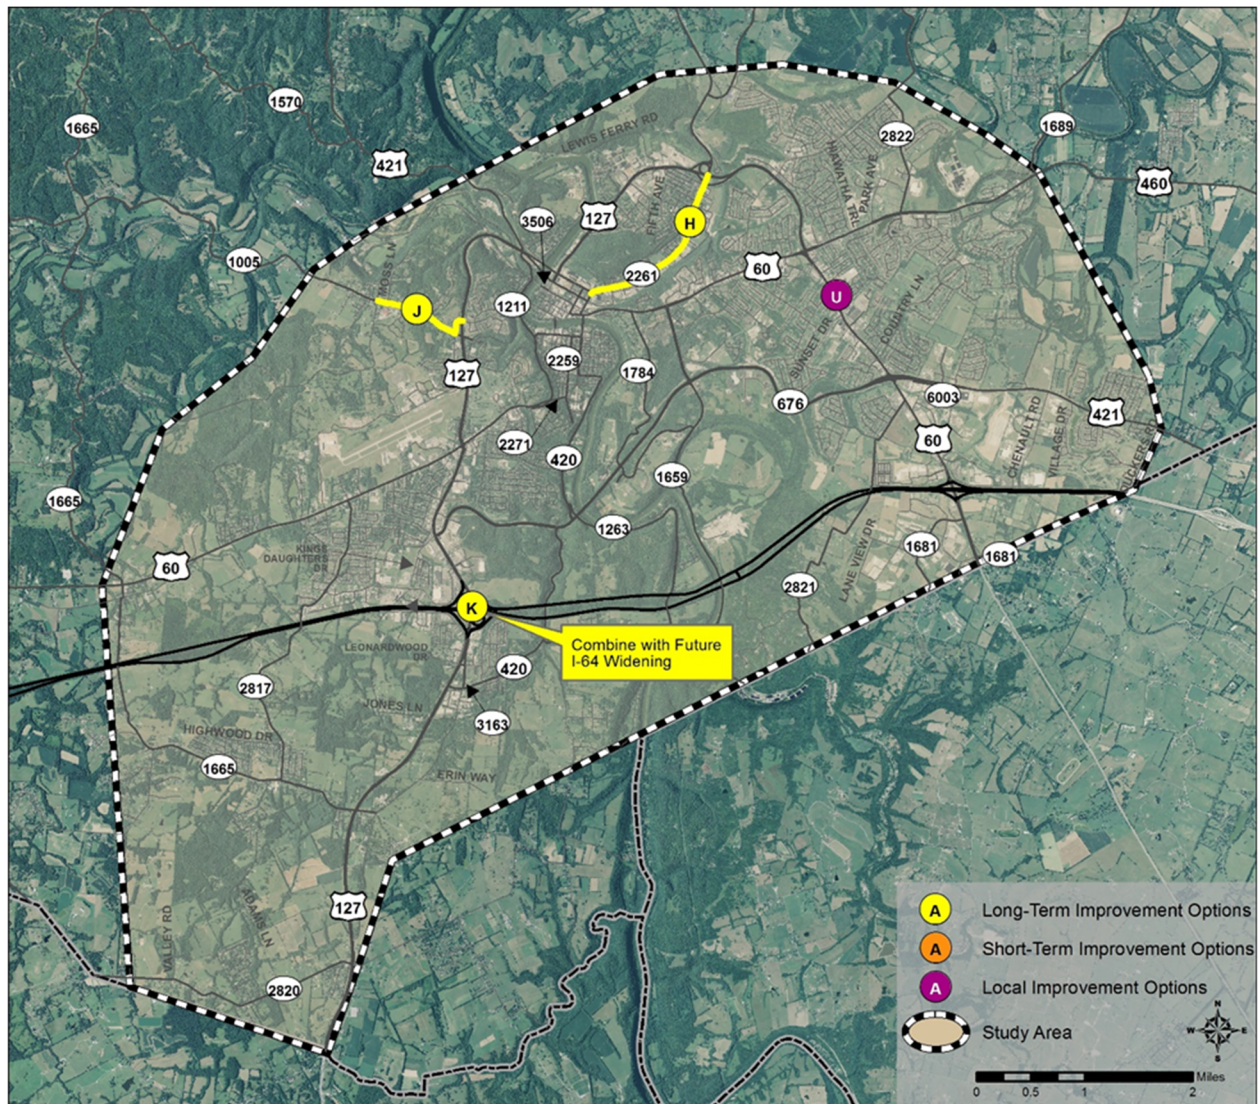 1570
1665
1689
2822
421
LEWIS FERRY RD
HIAWATHA TRL
PARK AVE
460
3506
127
FIFTH AVE
H
1005
MOSS LN
2261
60
U
J
1211
COUNTRY LN
SUNSET DR
127
2259
1784
676
6003
421
CHENAULT RD
VILLAGE DR
DUCKERS RD
2271
420
60
1659
1665
1263
KINGS
DAUGHTERS
DR
60
LANE VIEW DR
1681
1681
2821
K
Combine with Future
I-64 Widening
LEONARDWOOD
DR
420
2817
JONES LN
3163
HIGHWOOD DR
1665
ERIN WAY
127
VALLEY RD
ADAMS LN
2820
A Long-Term Improvement Options
A Short-Term Improvement Options
A Local Improvement Options
Study Area
N
W E
S
Miles
0 0.5 1 2